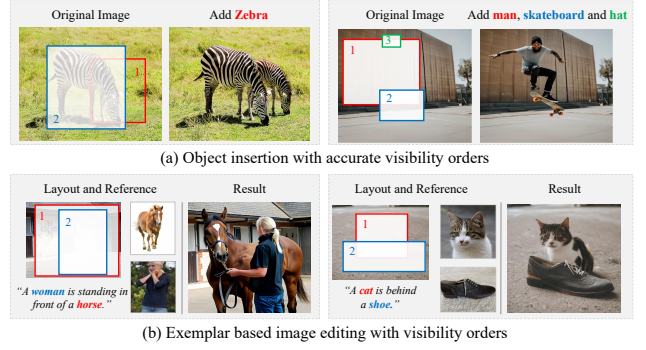 Original Image
Add Zebra
1
2
Original Image
Add man, skateboard and hat
3
1
2
(a) Object insertion with accurate visibility orders
Layout and Reference
Result
1
2
“A woman is standing in
front of a horse.”
Layout and Reference
Result
1
2
“A cat is behind
a shoe.”
(b) Exemplar based image editing with visibility orders